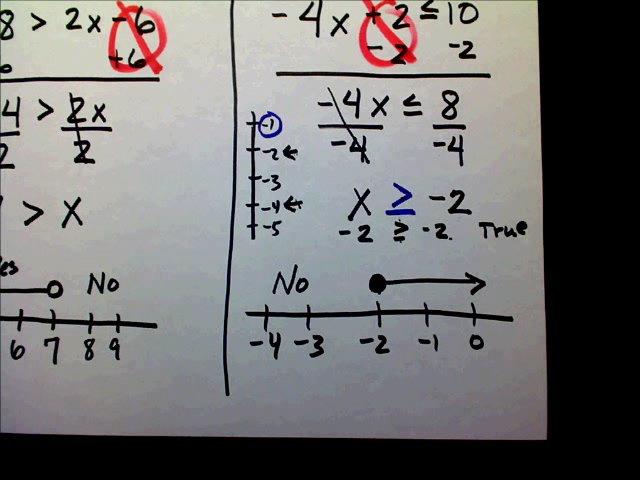 8 > 2x - 6
+6
4 > 2x
2 2
> X
No
6 7 8 9
-4x + 2 ≤ 10
-2 -2
-4x ≤ 8
-4 -4
-1
-2
-3
-4
-5
X ≥ -2
-2 ≥ -2. True
No
-4 -3 -2 -1 0